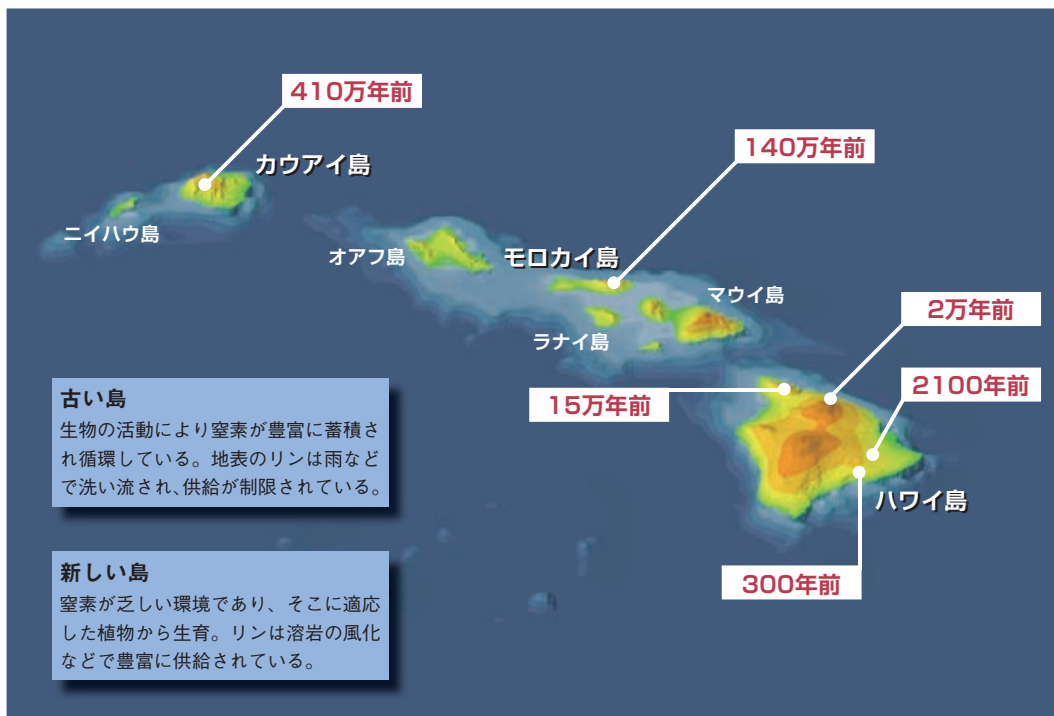 410万年前
140万年前
カウアイ島
ニイハウ島
オアフ島
モロカイ島
マウイ島
ラナイ島
2万年前
15万年前
2100年前
ハワイ島
300年前
古い島
生物の活動により窒素が豊富に蓄積さ
れ循環している。地表のリンは雨など
で洗い流され、供給が制限されている。
新しい島
窒素が乏しい環境であり、そこに適応
した植物から生育。リンは溶岩の風化
などで豊富に供給されている。